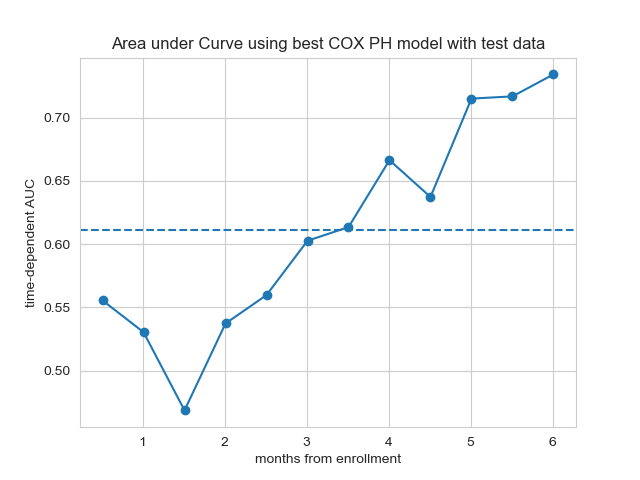 Area under Curve using best COX PH model with test data
time-dependent AUC
0.70
0.65
0.60
0.55
0.50
1 2 3 4 5 6
months from enrollment